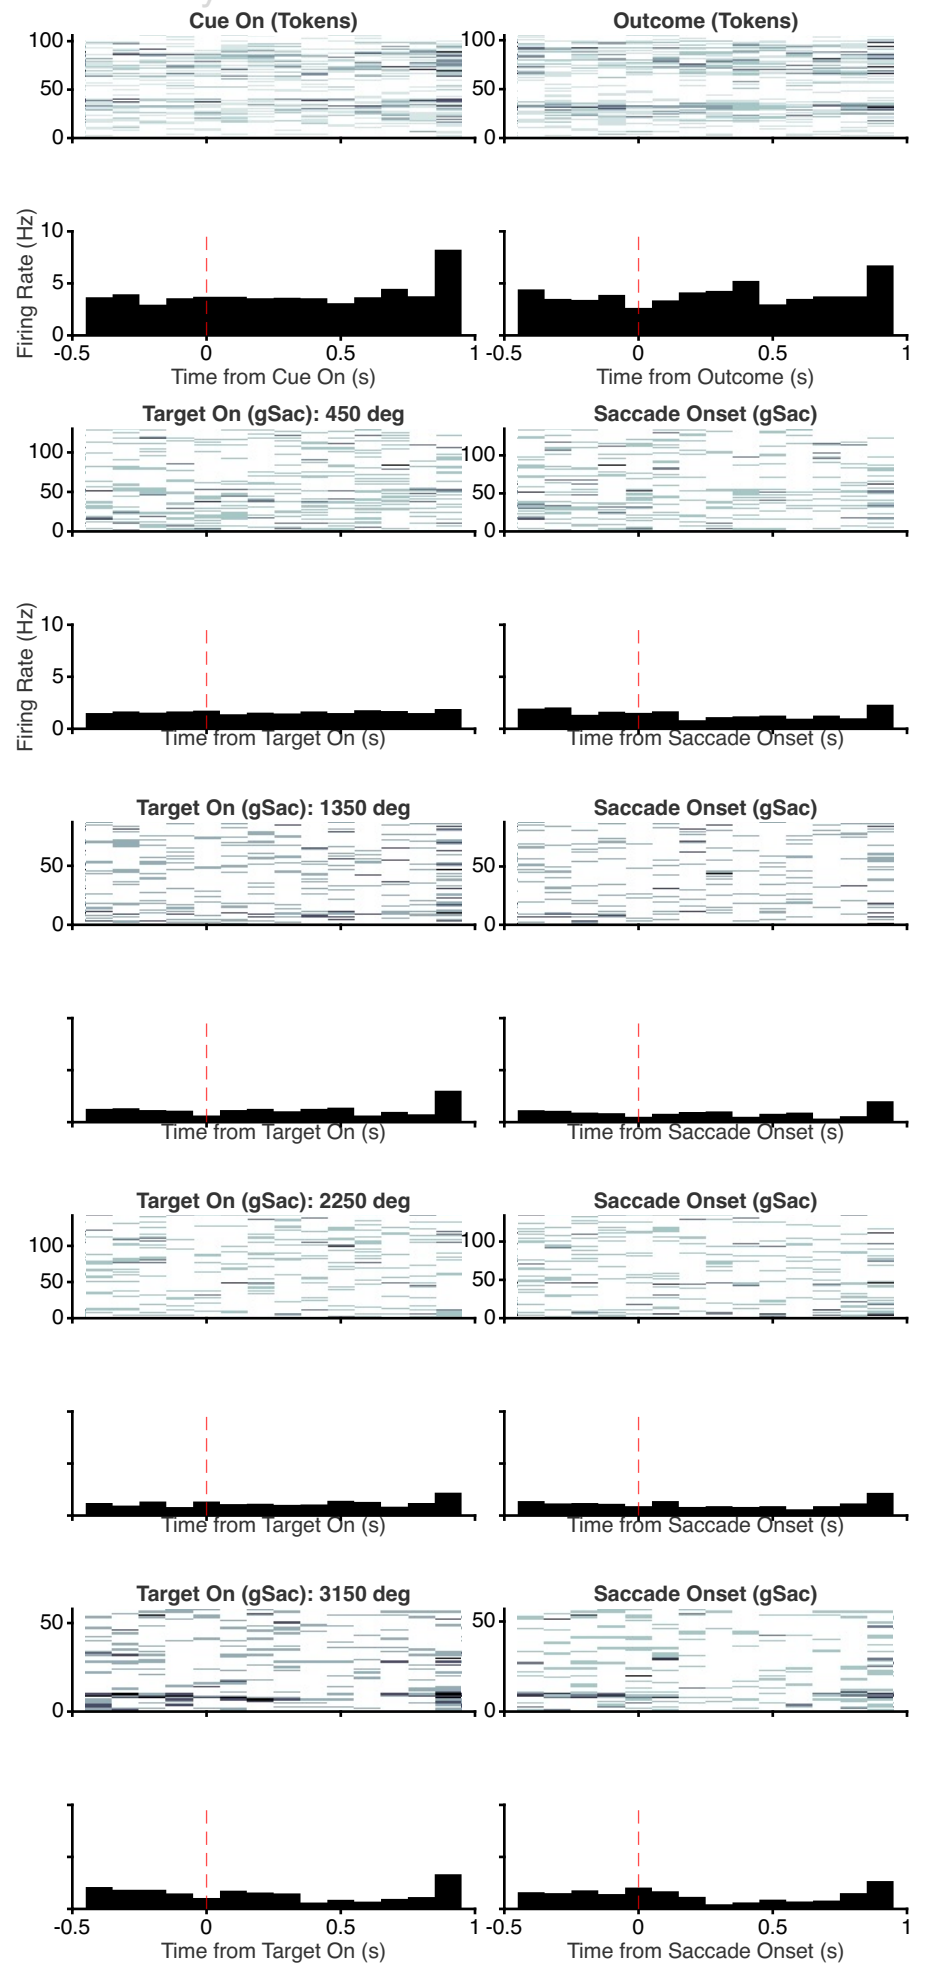 Cue On (Tokens) Outcome (Tokens)
100 100
50 50
0 0
Firing Rate (Hz)
10
5
0
-0.5 0 0.5 1 -0.5 0 0.5 1
Time from Cue On (s) Time from Outcome (s)
Target On (gSac): 450 deg Saccade Onset (gSac)
100 100
50 50
0 0
Firing Rate (Hz)
10
5
0
Time from Target On (s) Time from Saccade Onset (s)
Target On (gSac): 1350 deg Saccade Onset (gSac)
50 50
0 0
Time from Target On (s) Time from Saccade Onset (s)
Target On (gSac): 2250 deg Saccade Onset (gSac)
100 100
50 50
0 0
Time from Target On (s) Time from Saccade Onset (s)
Target On (gSac): 3150 deg Saccade Onset (gSac)
50 50
0 0
-0.5 0 0.5 1 -0.5 0 0.5 1
Time from Target On (s) Time from Saccade Onset (s)